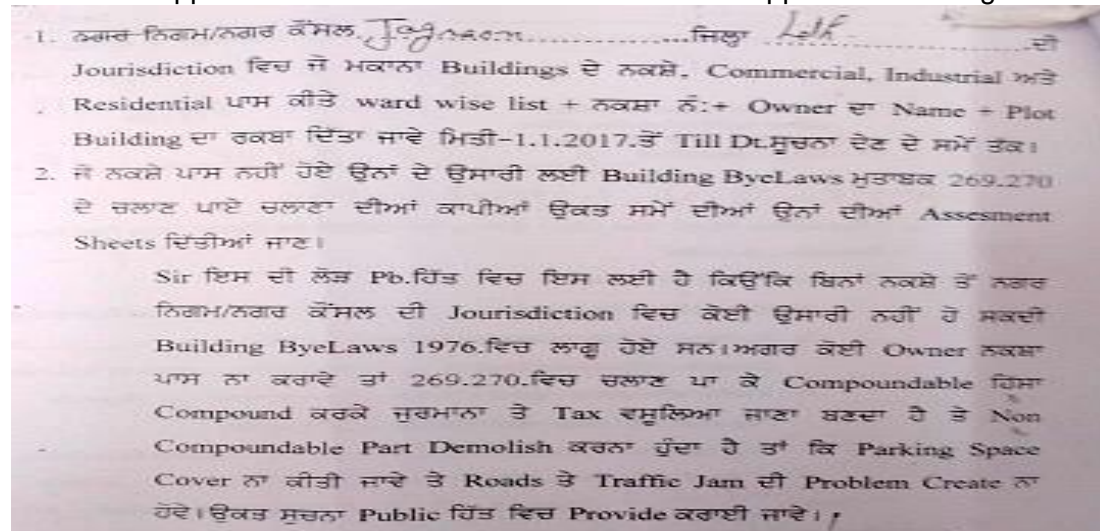 1. ਨਗਰ ਨਿਗਮ/ਨਗਰ ਕੌਂਸਲ Jagraon ਜਿਲ੍ਹਾ Ldh ਦੀ
Jourisdiction ਵਿਚ ਜੋ ਮਕਾਨਾ Buildings ਦੇ ਨਕਸ਼ੇ. Commercial, Industrial ਅਤੇ
Residential ਪਾਸ ਕੀਤੇ ward wise list + ਨਕਸ਼ਾ ਨੰ:+ Owner ਦਾ Name + Plot
Building ਦਾ ਰਕਬਾ ਦਿੱਤਾ ਜਾਵੇ ਮਿਤੀ-1.1.2017.ਤੋਂ Till Dt.ਸੂਚਨਾ ਦੇਣ ਦੇ ਸਮੇਂ ਤੱਕ।
2. ਜੋ ਨਕਸ਼ੇ ਪਾਸ ਨਹੀਂ ਹੋਏ ਉਨਾਂ ਦੇ ਉਸਾਰੀ ਲਈ Building ByeLaws ਮੁਤਾਬਕ 269.270
ਦੇ ਚਲਾਣ ਪਾਏ ਚਲਾਣਾ ਦੀਆਂ ਕਾਪੀਆਂ ਉਕਤ ਸਮੇਂ ਦੀਆਂ ਉਨਾਂ ਦੀਆਂ Assesment
Sheets ਦਿੱਤੀਆਂ ਜਾਣ।
Sir ਇਸ ਦੀ ਲੋੜ Pb.ਹਿੱਤ ਵਿਚ ਇਸ ਲਈ ਹੈ ਕਿਉਂਕਿ ਬਿਨਾਂ ਨਕਸ਼ੇ ਤੋਂ ਨਗਰ
ਨਿਗਮ/ਨਗਰ ਕੌਂਸਲ ਦੀ Jourisdiction ਵਿਚ ਕੋਈ ਉਸਾਰੀ ਨਹੀਂ ਹੋ ਸਕਦੀ
Building ByeLaws 1976.ਵਿਚ ਲਾਗੂ ਹੋਏ ਸਨ।ਅਗਰ ਕੋਈ Owner ਨਕਸ਼ਾ
ਪਾਸ ਨਾ ਕਰਾਵੇ ਤਾਂ 269.270.ਵਿਚ ਚਲਾਣ ਪਾ ਕੇ Compoundable ਹਿੱਸਾ
Compound ਕਰਕੇ ਜੁਰਮਾਨਾ ਤੇ Tax ਵਸੂਲਿਆ ਜਾਣਾ ਬਣਦਾ ਹੈ ਤੇ Non
Compoundable Part Demolish ਕਰਨਾ ਹੁੰਦਾ ਹੈ ਤਾਂ ਕਿ Parking Space
Cover ਨਾ ਕੀਤੀ ਜਾਵੇ ਤੇ Roads ਤੇ Traffic Jam ਦੀ Problem Create ਨਾ
ਹੋਵੇ।ਉਕਤ ਸੂਚਨਾ Public ਹਿੱਤ ਵਿਚ Provide ਕਰਾਈ ਜਾਵੇ।